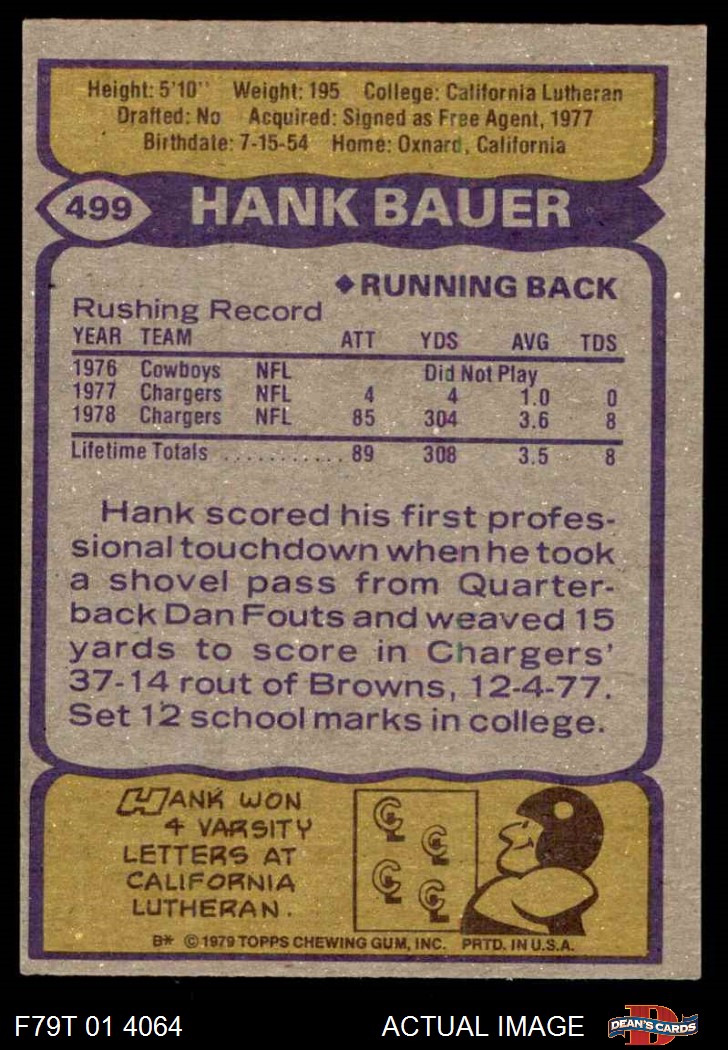 Height: 5'10" Weight: 195 College: California Lutheran
Drafted: No Acquired: Signed as Free Agent, 1977
Birthdate: 7-15-54 Home: Oxnard, California
499 HANK BAUER
◆RUNNING BACK
Rushing Record
YEAR TEAM ATT YDS AVG TDS
1976 Cowboys NFL Did Not Play
1977 Chargers NFL 4 4 1.0 0
1978 Chargers NFL 85 304 3.6 8
Lifetime Totals ........... 89 308 3.5 8
Hank scored his first profes-
sional touchdown when he took
a shovel pass from Quarter-
back Dan Fouts and weaved 15
yards to score in Chargers'
37-14 rout of Browns, 12-4-77.
Set 12 school marks in college.
HANK WON
4 VARSITY
LETTERS AT
CALIFORNIA
LUTHERAN.
CL CL
CL CL
B* © 1979 TOPPS CHEWING GUM, INC. PRTD. IN U.S.A.
F79T 01 4064 ACTUAL IMAGE D DEAN'S CARDS